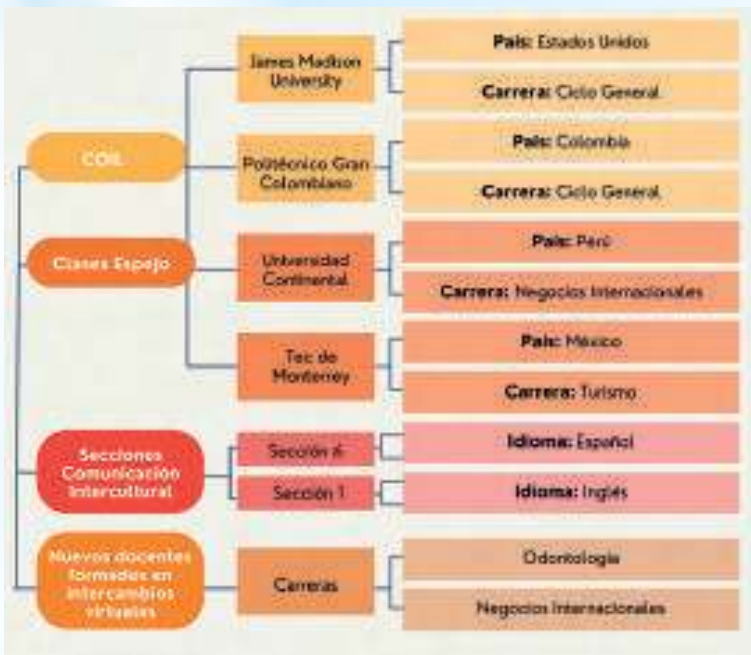 COIL
James Madison
University
País: Estados Unidos
Carrera: Ciclo General
Politécnico Gran
Colombiano
País: Colombia
Carrera: Ciclo General
Clases Espejo
Universidad
Continental
País: Perú
Carrera: Negocios Internacionales
Tec de
Monterrey
País: México
Carrera: Turismo
Secciones
Comunicación
Intercultural
Sección 6
Idioma: Español
Sección 1
Idioma: Inglés
Nuevos docentes
formados en
intercambios
virtuales
Carreras
Odontología
Negocios Internacionales